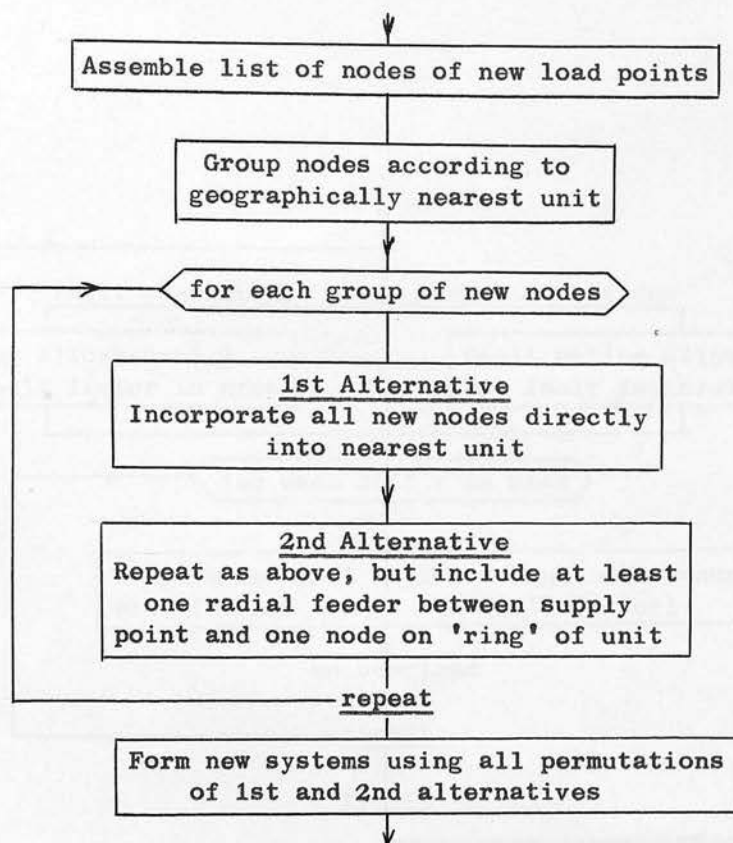 Assemble list of nodes of new load points
Group nodes according to
geographically nearest unit
for each group of new nodes
1st Alternative
Incorporate all new nodes directly
into nearest unit
2nd Alternative
Repeat as above, but include at least
one radial feeder between supply
point and one node on 'ring' of unit
repeat
Form new systems using all permutations
of 1st and 2nd alternatives